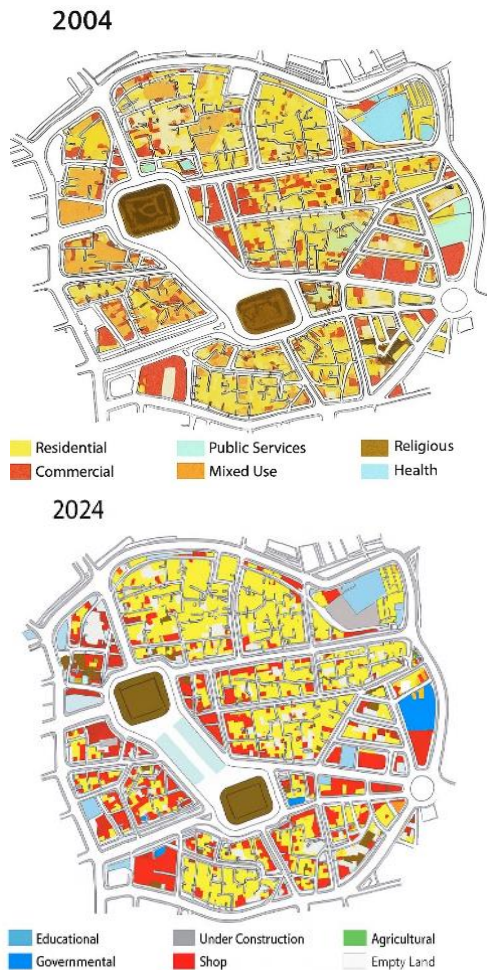 2004
Residential Public Services Religious
Commercial Mixed Use Health
2024
Educational Under Construction Agricultural
Governmental Shop Empty Land